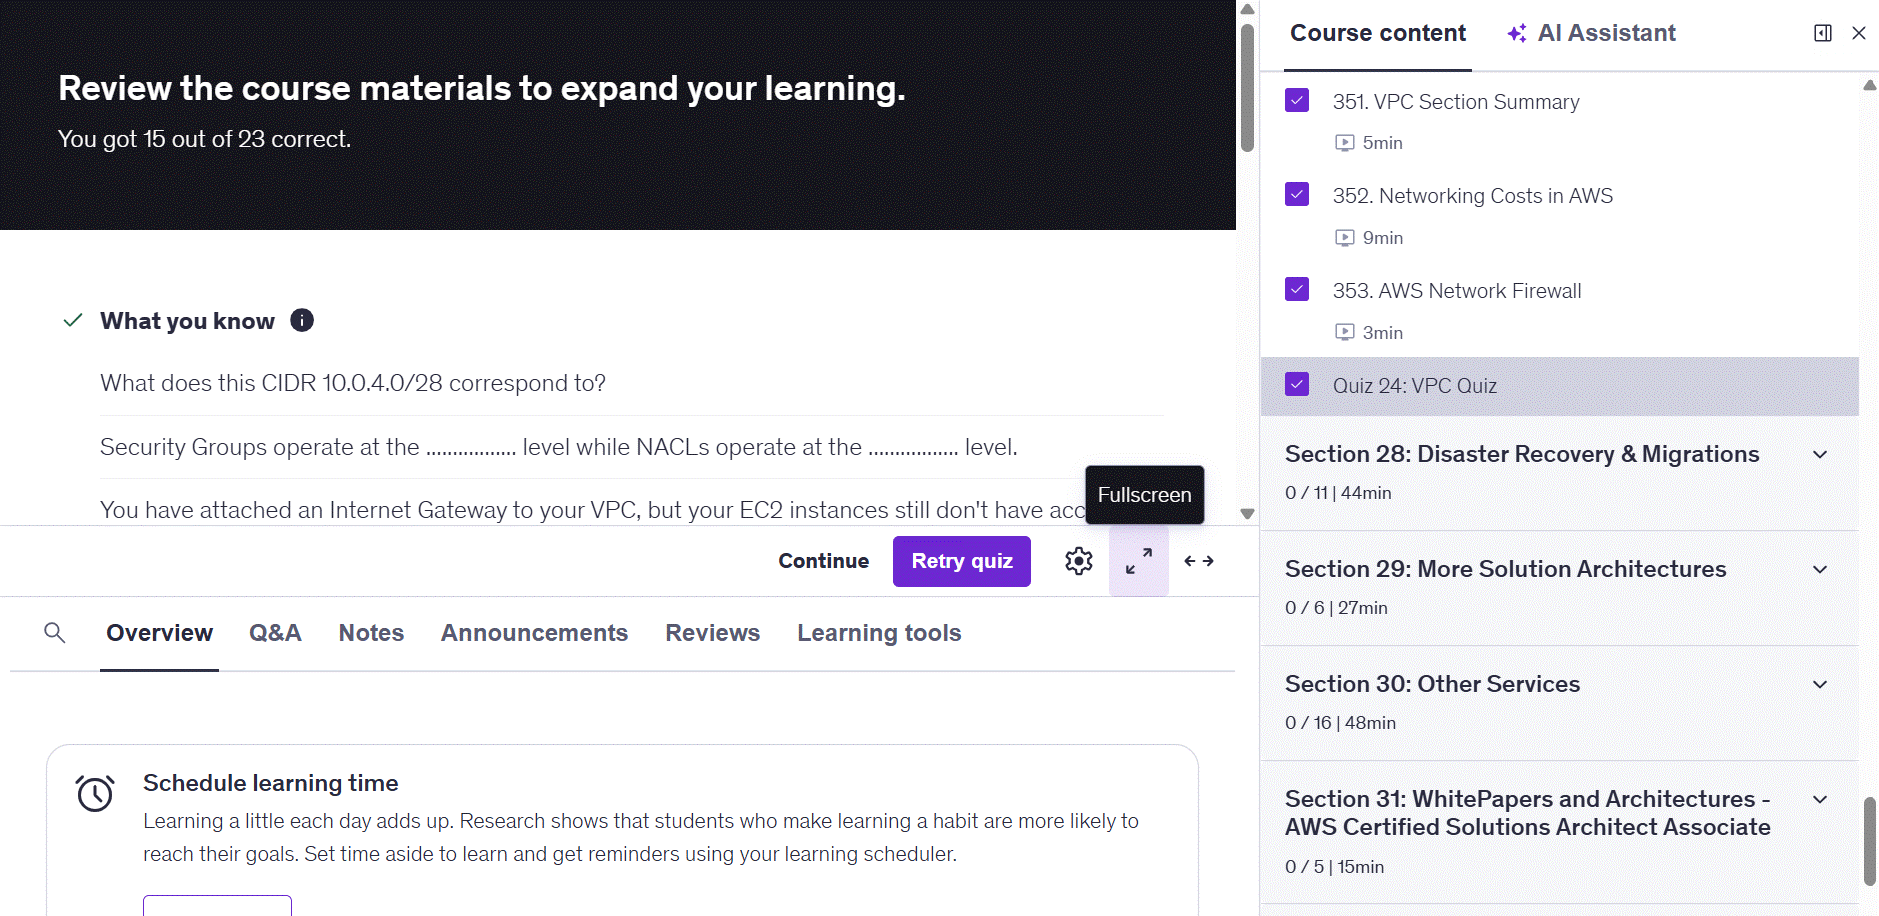 Review the course materials to expand your learning.
You got 15 out of 23 correct.
What you know
What does this CIDR 10.0.4.0/28 correspond to?
Security Groups operate at the ................. level while NACLs operate at the ................. level.
You have attached an Internet Gateway to your VPC, but your EC2 instances still don't have acc
Fullscreen
Continue
Retry quiz
Overview
Q&A
Notes
Announcements
Reviews
Learning tools
Schedule learning time
Learning a little each day adds up. Research shows that students who make learning a habit are more likely to
reach their goals. Set time aside to learn and get reminders using your learning scheduler.
Course content
AI Assistant
351. VPC Section Summary
5min
352. Networking Costs in AWS
9min
353. AWS Network Firewall
3min
Quiz 24: VPC Quiz
Section 28: Disaster Recovery & Migrations
0 / 11 | 44min
Section 29: More Solution Architectures
0 / 6 | 27min
Section 30: Other Services
0 / 16 | 48min
Section 31: WhitePapers and Architectures -
AWS Certified Solutions Architect Associate
0 / 5 | 15min